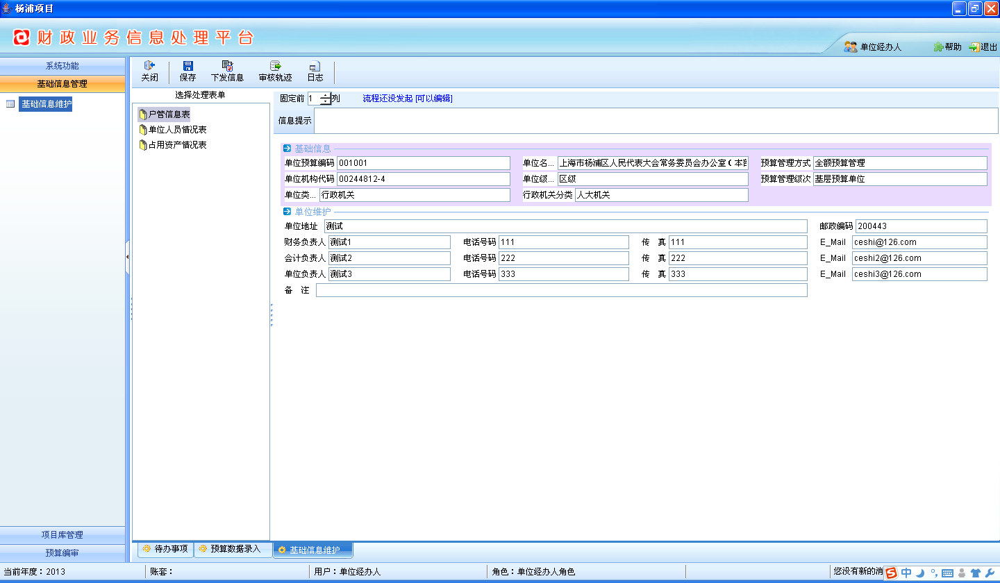 杨浦项目
财政业务信息处理平台
单位经办人 帮助 退出
系统功能
基础信息管理
基础信息维护
项目库管理
预算编审
关闭 保存 下发信息 审核轨迹 日志
选择处理表单
户管信息表
单位人员情况表
占用资产情况表
固定前 1 列 流程还没发起 [可以编辑]
信息提示
基础信息
单位预算编码 001001 单位名... 上海市杨浦区人民代表大会常务委员会办公室（本 预算管理方式 全额预算管理
单位机构代码 00244812-4 单位级... 区级 预算管理级次 基层预算单位
单位类... 行政机关 行政机关分类 人大机关
单位维护
单位地址 测试 邮政编码 200443
财务负责人 测试1 电话号码 111 传 真 111 E_Mail ceshi@126.com
会计负责人 测试2 电话号码 222 传 真 222 E_Mail ceshi2@126.com
单位负责人 测试3 电话号码 333 传 真 333 E_Mail ceshi3@126.com
备 注
待办事项 预算数据录入 基础信息维护
当前年度：2013 账套： 用户：单位经办人 角色：单位经办人角色 您没有新的消 S 中